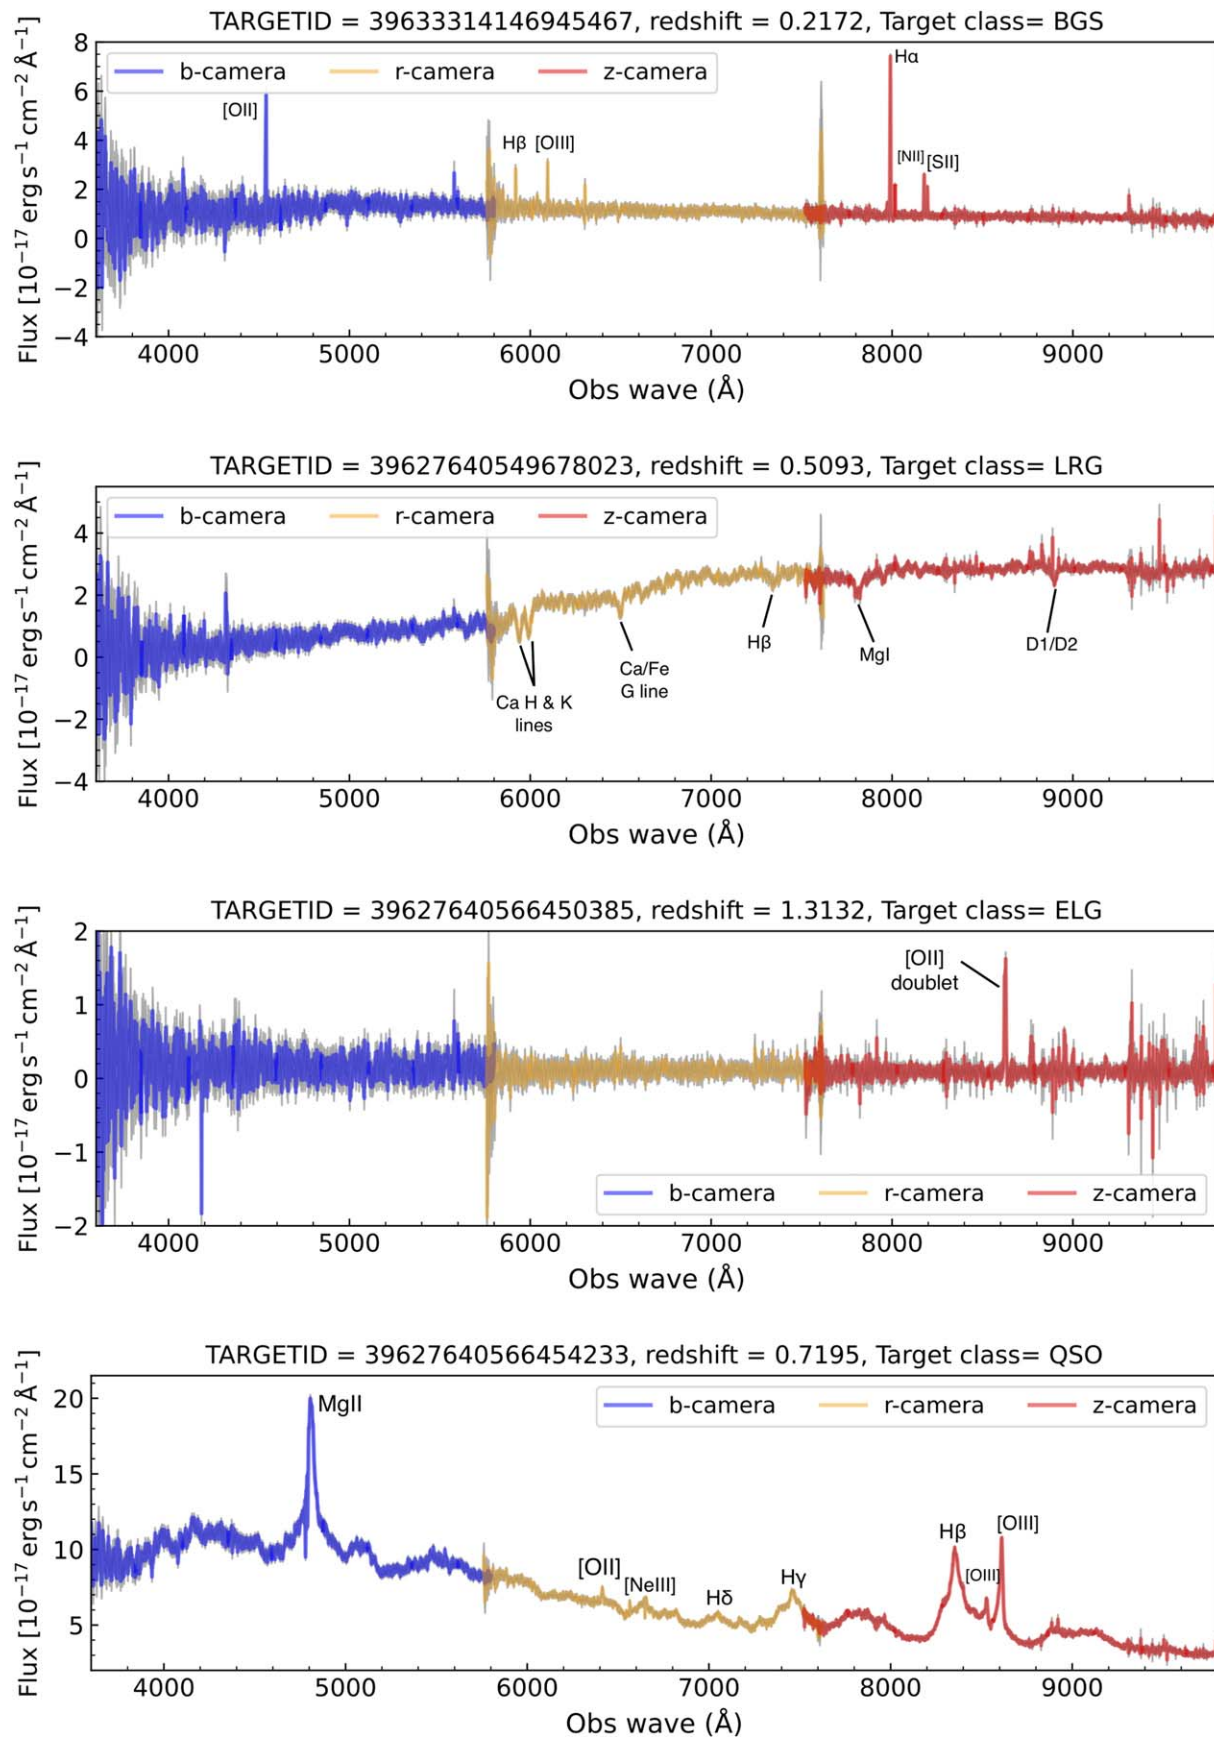 TARGETID = 39633314146945467, redshift = 0.2172, Target class= BGS
b-camera r-camera z-camera
Flux [10⁻¹⁷ erg s⁻¹ cm⁻² Å⁻¹]
8
6
4
2
0
−2
−4
[OII]
Hβ [OIII]
Hα
[NII] [SII]
4000 5000 6000 7000 8000 9000
Obs wave (Å)
TARGETID = 39627640549678023, redshift = 0.5093, Target class= LRG
b-camera r-camera z-camera
Flux [10⁻¹⁷ erg s⁻¹ cm⁻² Å⁻¹]
4
2
0
−2
−4
Ca H & K
lines
Ca/Fe
G line
Hβ
MgI
D1/D2
4000 5000 6000 7000 8000 9000
Obs wave (Å)
TARGETID = 39627640566450385, redshift = 1.3132, Target class= ELG
Flux [10⁻¹⁷ erg s⁻¹ cm⁻² Å⁻¹]
2
1
0
−1
−2
[OII]
doublet
b-camera r-camera z-camera
4000 5000 6000 7000 8000 9000
Obs wave (Å)
TARGETID = 39627640566454233, redshift = 0.7195, Target class= QSO
b-camera r-camera z-camera
Flux [10⁻¹⁷ erg s⁻¹ cm⁻² Å⁻¹]
20
15
10
5
MgII
[OII]
[NeIII]
Hδ
Hγ
Hβ
[OIII]
[OIII]
4000 5000 6000 7000 8000 9000
Obs wave (Å)